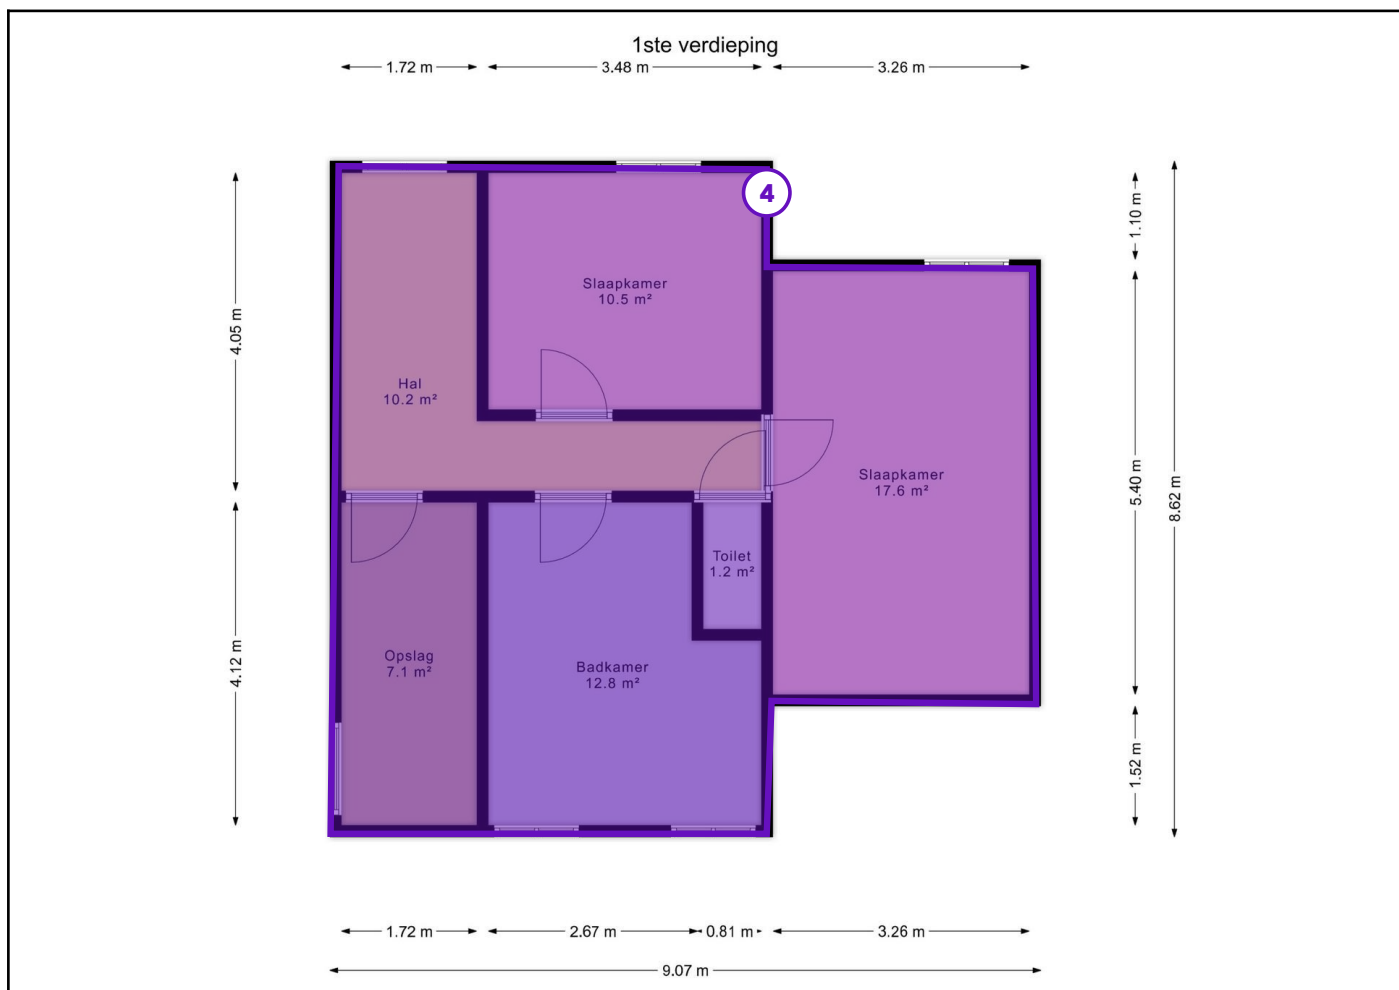 1ste verdieping
1.72 m
3.48 m
3.26 m
4
1.10 m
4.05 m
Slaapkamer
10.5 m²
Hal
10.2 m²
Slaapkamer
17.6 m²
5.40 m
8.62 m
Toilet
1.2 m²
Opslag
7.1 m²
Badkamer
12.8 m²
4.12 m
1.52 m
1.72 m
2.67 m
0.81 m
3.26 m
9.07 m